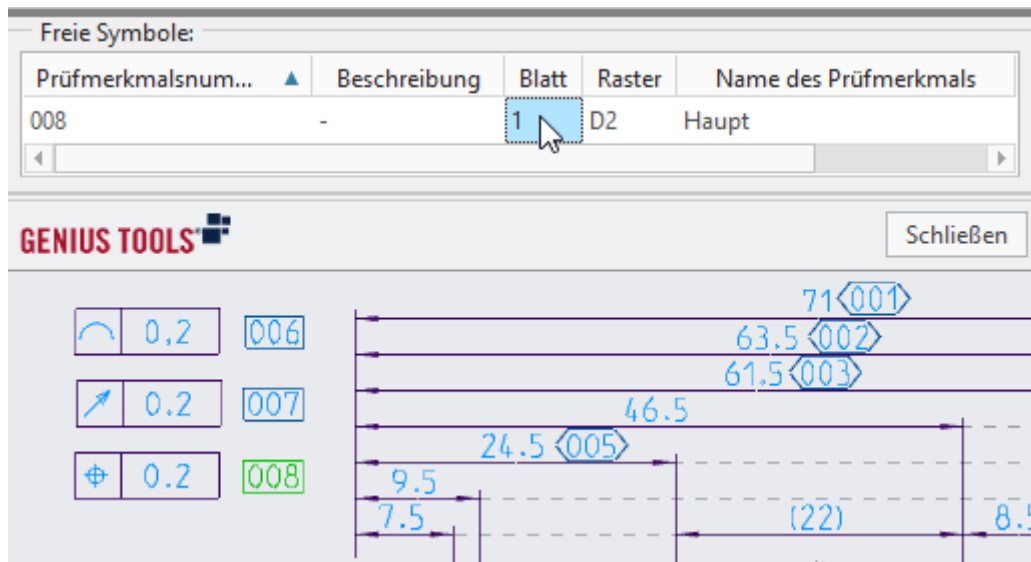 Freie Symbole:
Prüfmerkmalsnum... Beschreibung Blatt Raster Name des Prüfmerkmals
008 - 1 D2 Haupt
GENIUS TOOLS
Schließen
71 001
0,2 006
63.5 002
61.5 003
0.2 007
46.5
24.5 005
0.2 008
9.5
7.5 (22) 8.5